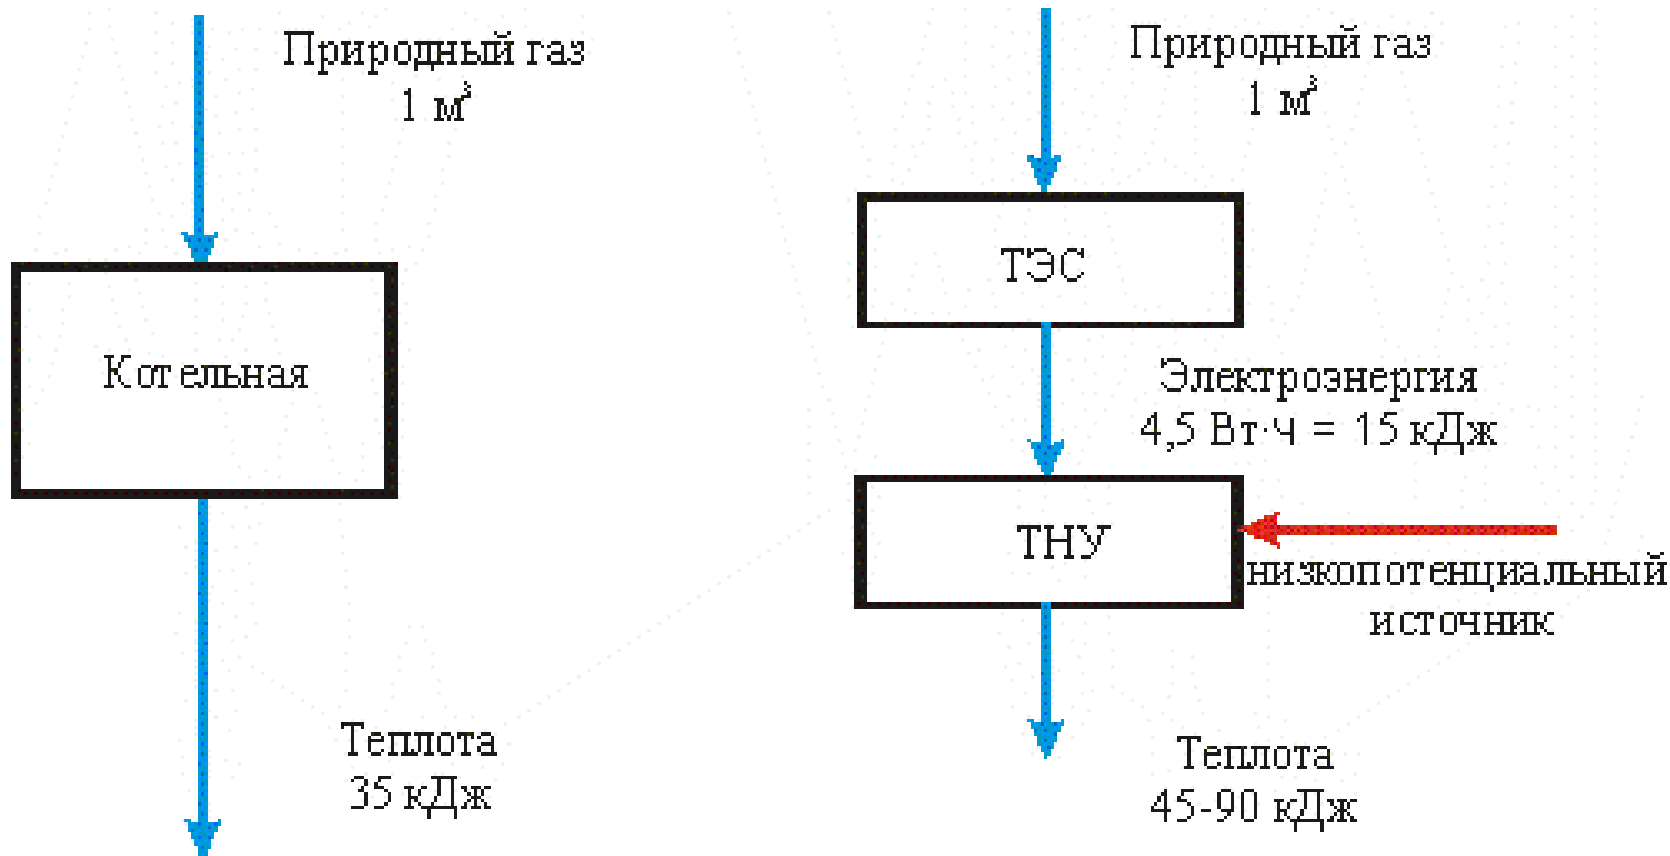 Природный газ
1 м³
Котельная
Теплота
35 кДж
Природный газ
1 м³
ТЭС
Электроэнергия
4,5 Вт·ч = 15 кДж
ТНУ
низкопотенциальный
источник
Теплота
45-90 кДж